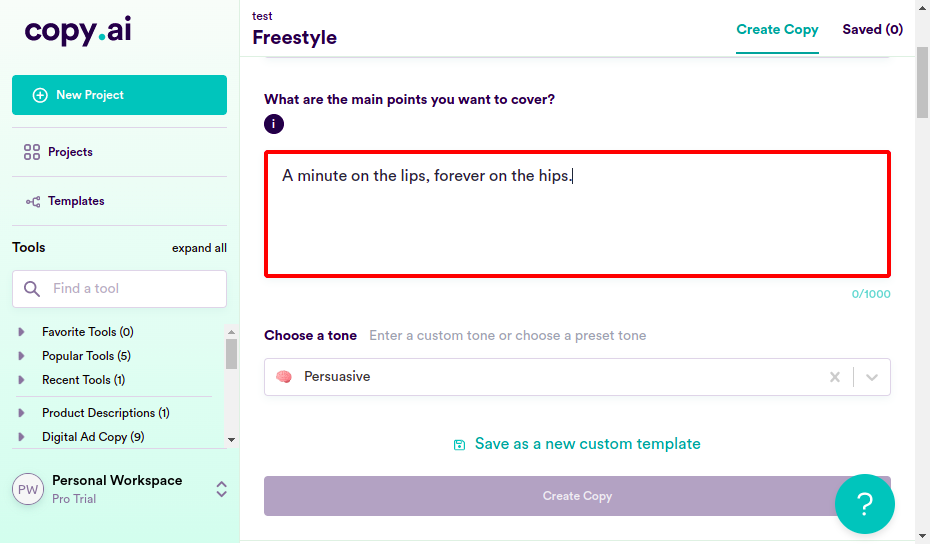 copy.ai
New Project
Projects
Templates
Tools
expand all
Find a tool
Favorite Tools (0)
Popular Tools (5)
Recent Tools (1)
Product Descriptions (1)
Digital Ad Copy (9)
PW
Personal Workspace
Pro Trial
test
Freestyle
Create Copy
Saved (0)
What are the main points you want to cover?
i
A minute on the lips, forever on the hips.
0/1000
Choose a tone Enter a custom tone or choose a preset tone
Persuasive
Save as a new custom template
Create Copy
?